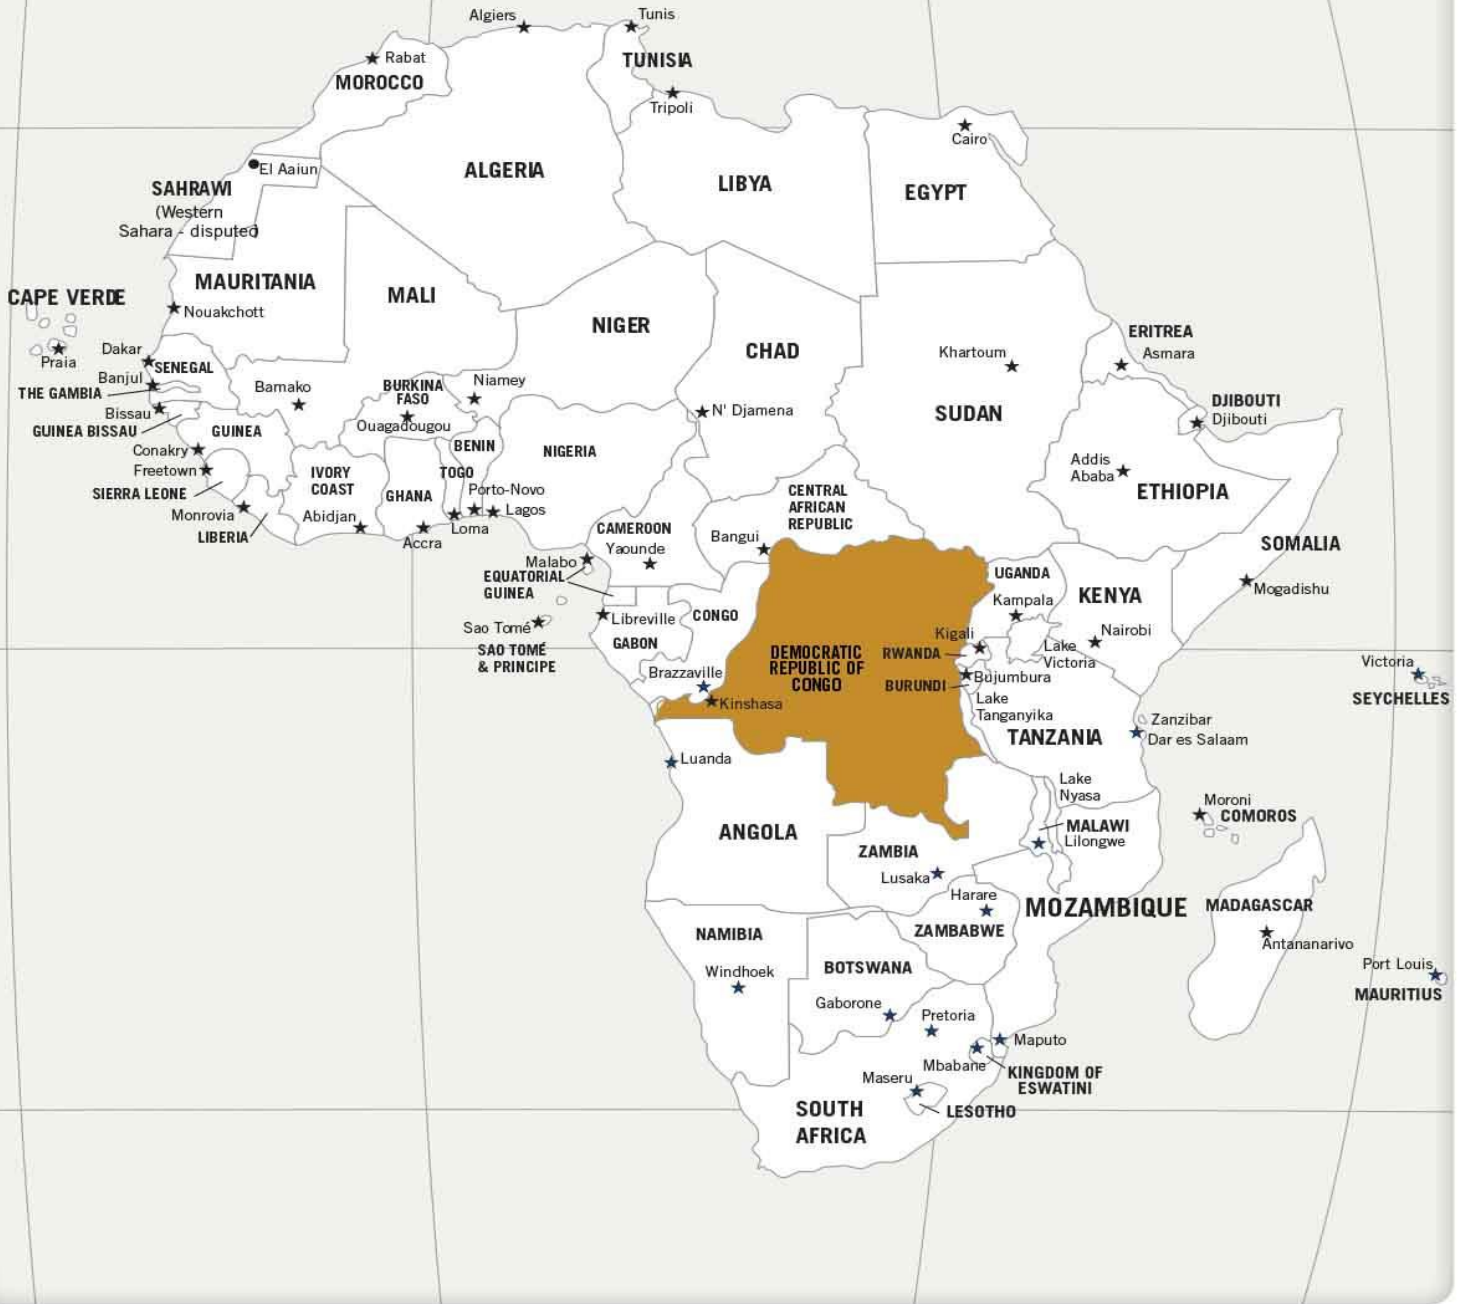 Algiers
Tunis
Rabat
TUNISIA
MOROCCO
Tripoli
Cairo
El Aaiun
ALGERIA
LIBYA
EGYPT
SAHRAWI
(Western
Sahara - disputed)
MAURITANIA
MALI
CAPE VERDE
Nouakchott
NIGER
CHAD
ERITREA
Asmara
Khartoum
Praia
Dakar
SENEGAL
Banjul
THE GAMBIA
Bamako
BURKINA
FASO
Niamey
Ouagadougou
N' Djamena
SUDAN
DJIBOUTI
Djibouti
Bissau
GUINEA BISSAU
GUINEA
BENIN
NIGERIA
Conakry
Freetown
SIERRA LEONE
IVORY
COAST
TOGO
GHANA
Porto-Novo
Lagos
CENTRAL
AFRICAN
REPUBLIC
Addis
Ababa
ETHIOPIA
Monrovia
LIBERIA
Abidjan
Loma
Accra
CAMEROON
Yaounde
Bangui
SOMALIA
Malabo
EQUATORIAL
GUINEA
UGANDA
Kampala
KENYA
Mogadishu
Sao Tomé
SAO TOMÉ
& PRINCIPE
Libreville
GABON
CONGO
Kigali
RWANDA
Nairobi
Lake
Victoria
DEMOCRATIC
REPUBLIC OF
CONGO
Brazzaville
Kinshasa
BURUNDI
Bujumbura
Lake
Tanganyika
TANZANIA
Zanzibar
Dar es Salaam
Victoria
SEYCHELLES
Luanda
Lake
Nyasa
Moroni
COMOROS
ANGOLA
ZAMBIA
Lusaka
MALAWI
Lilongwe
Harare
MOZAMBIQUE
MADAGASCAR
ZAMBABWE
NAMIBIA
Antananarivo
Windhoek
BOTSWANA
Port Louis
MAURITIUS
Gaborone
Pretoria
Maputo
Mbabane
KINGDOM OF
ESWATINI
Maseru
LESOTHO
SOUTH
AFRICA